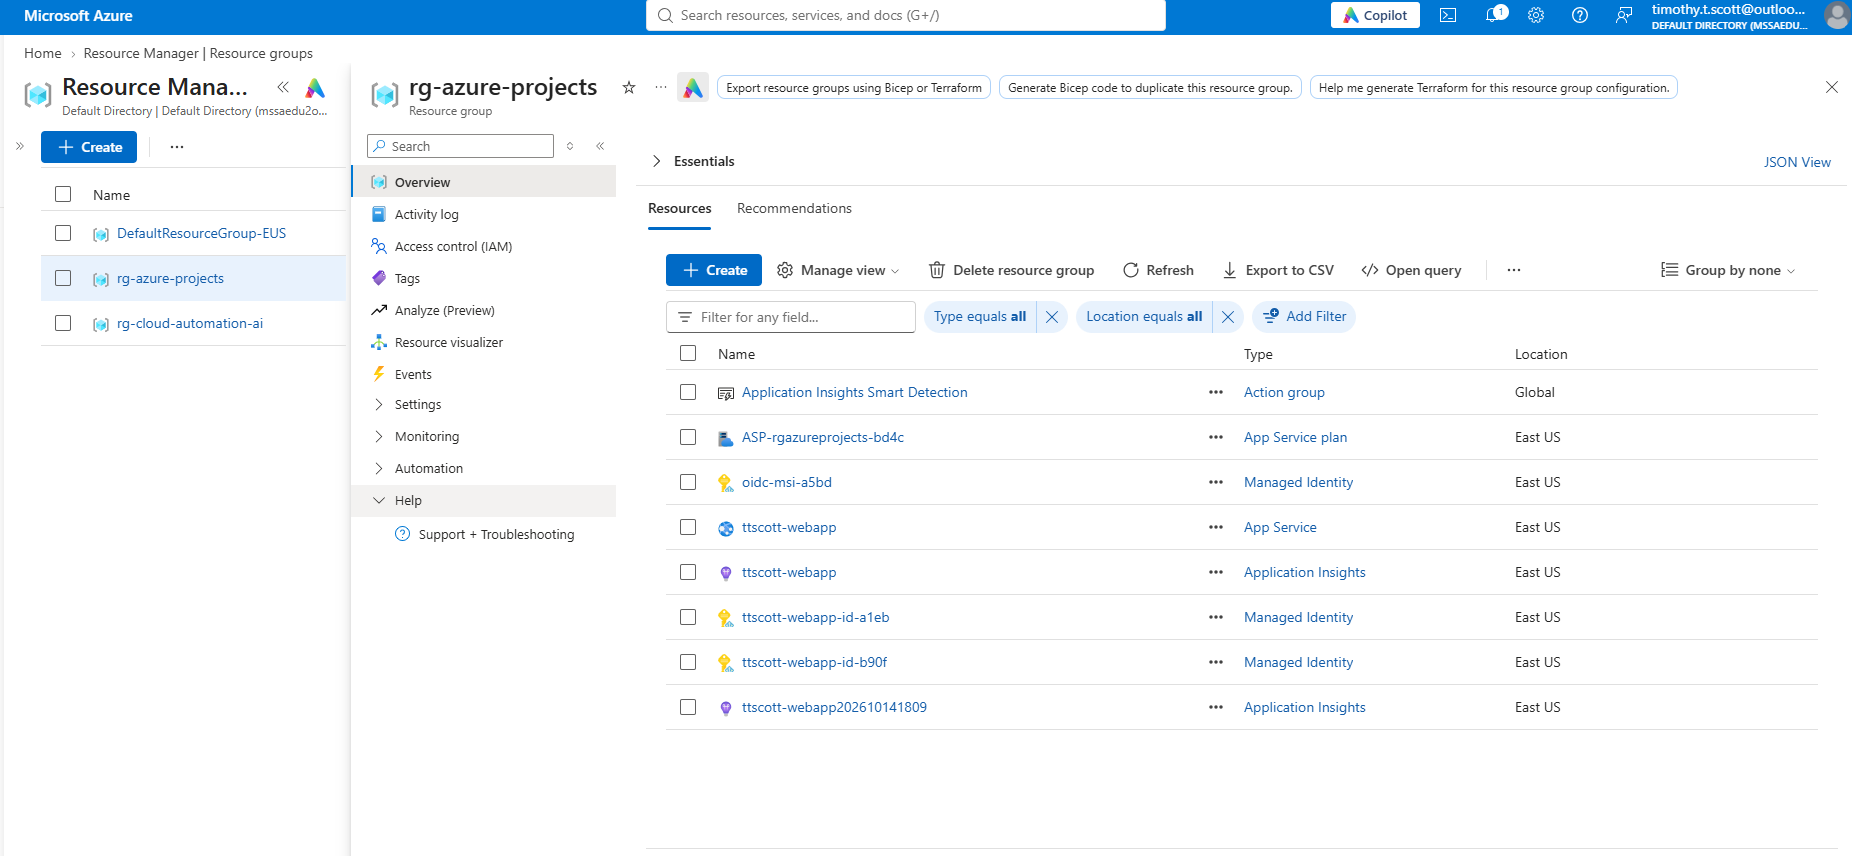 Microsoft Azure
Search resources, services, and docs (G+/)
Copilot
1
timothy.t.scott@outloo...
DEFAULT DIRECTORY (MSSAEDU...
Home › Resource Manager | Resource groups
Resource Mana...
Default Directory | Default Directory (mssaedu2o...
Create
Name
DefaultResourceGroup-EUS
rg-azure-projects
rg-cloud-automation-ai
rg-azure-projects
Resource group
Export resource groups using Bicep or Terraform
Generate Bicep code to duplicate this resource group.
Help me generate Terraform for this resource group configuration.
Search
Overview
Activity log
Access control (IAM)
Tags
Analyze (Preview)
Resource visualizer
Events
Settings
Monitoring
Automation
Help
Support + Troubleshooting
Essentials
JSON View
Resources Recommendations
Create Manage view Delete resource group Refresh Export to CSV Open query Group by none
Filter for any field... Type equals all Location equals all Add Filter
Name Type Location
Application Insights Smart Detection Action group Global
ASP-rgazureprojects-bd4c App Service plan East US
oidc-msi-a5bd Managed Identity East US
ttscott-webapp App Service East US
ttscott-webapp Application Insights East US
ttscott-webapp-id-a1eb Managed Identity East US
ttscott-webapp-id-b90f Managed Identity East US
ttscott-webapp202610141809 Application Insights East US